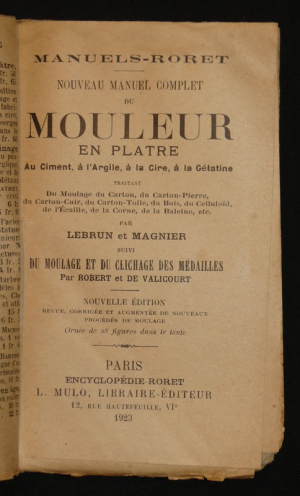 MANUELS-RORET
NOUVEAU MANUEL COMPLET
DU
MOULEUR
EN PLATRE
Au Ciment, à l'Argile, à la Cire, à la Gélatine
TRAITANT
Du Moulage du Carton, du Carton-Pierre,
du Carton-Cuir, du Carton-Toile, du Bois, du Celluloïd,
de l'Écaille, de la Corne, de la Baleine, etc.
PAR
LEBRUN et MAGNIER
SUIVI
DU MOULAGE ET DU CLICHAGE DES MÉDAILLES
Par ROBERT et DE VALICOURT
NOUVELLE ÉDITION
REVUE, CORRIGÉE ET AUGMENTÉE DE NOUVEAUX
PROCÉDÉS DE MOULAGE
Ornée de 58 figures dans le texte
PARIS
ENCYCLOPÉDIE-RORET
L. MULO, LIBRAIRE-ÉDITEUR
12, RUE HAUTEFEUILLE, VIe
1923